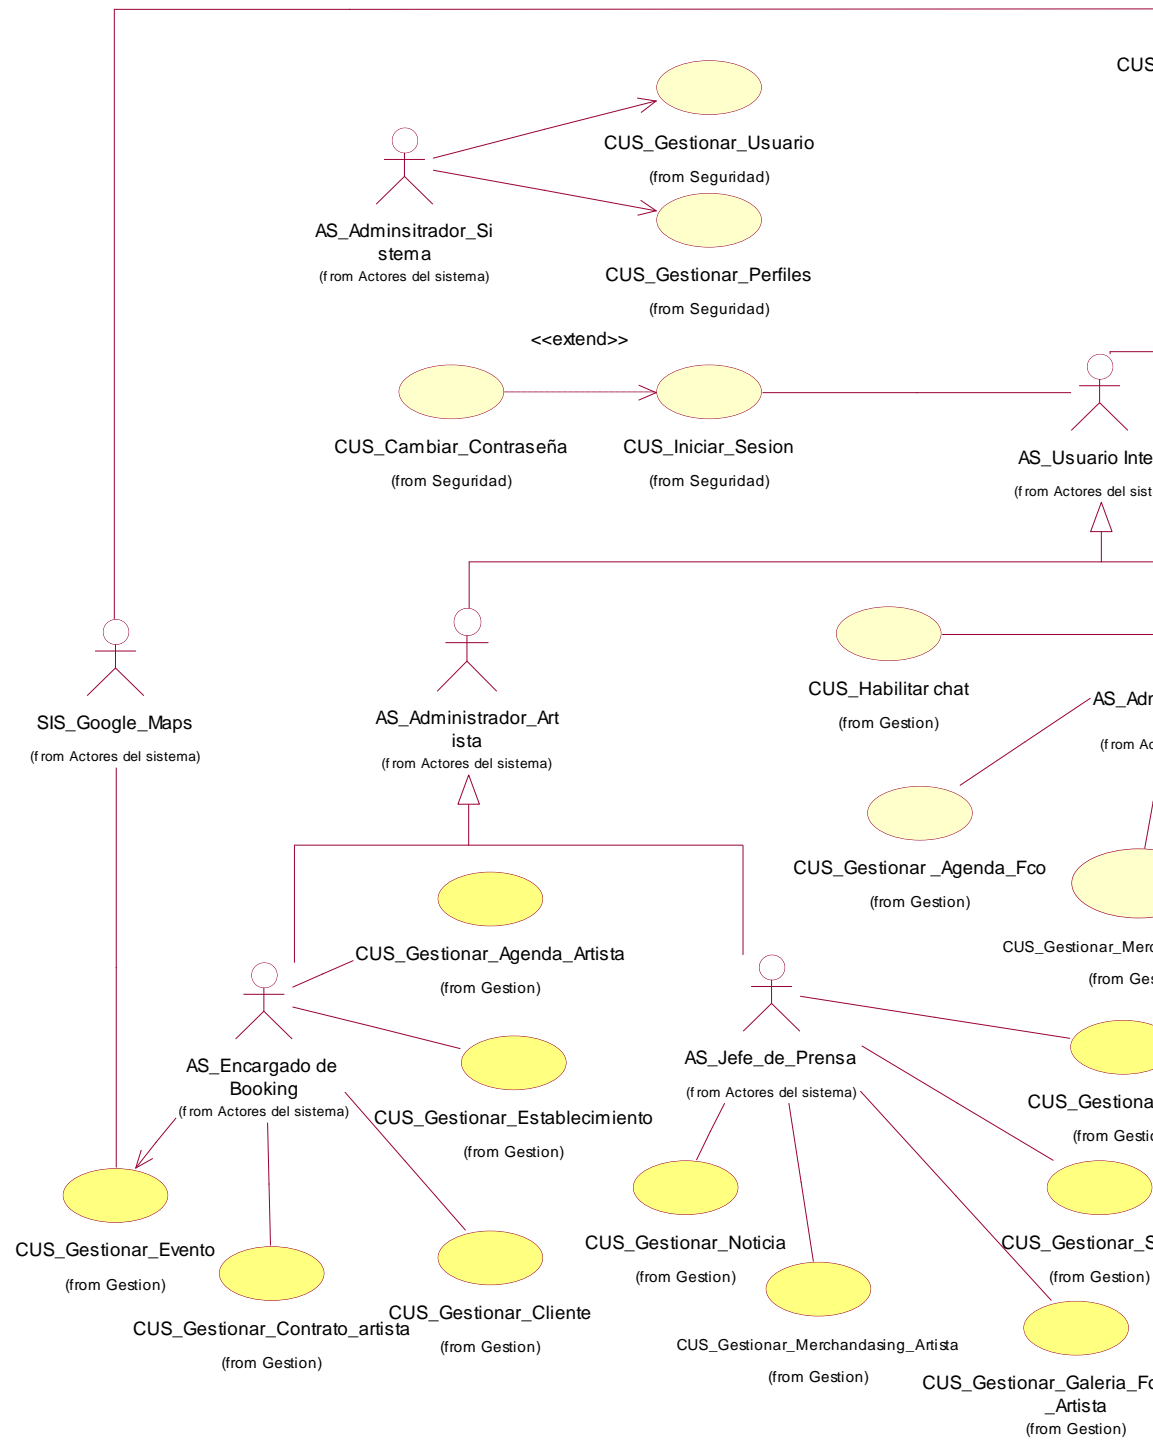 CUS
CUS_Gestionar_Usuario
(from Seguridad)
AS_Adminsitrador_Si
stema
(from Actores del sistema)
CUS_Gestionar_Perfiles
(from Seguridad)
<<extend>>
CUS_Cambiar_Contraseña
(from Seguridad)
CUS_Iniciar_Sesion
(from Seguridad)
AS_Usuario Inte
(from Actores del sist
SIS_Google_Maps
(from Actores del sistema)
AS_Administrador_Art
ista
(from Actores del sistema)
CUS_Habilitar chat
(from Gestion)
AS_Adr
(from Ac
CUS_Gestionar _Agenda_Fco
(from Gestion)
CUS_Gestionar_Merc
(from Ges
CUS_Gestionar_Agenda_Artista
(from Gestion)
AS_Encargado de
Booking
(from Actores del sistema)
CUS_Gestionar_Establecimiento
(from Gestion)
AS_Jefe_de_Prensa
(from Actores del sistema)
CUS_Gestiona
(from Gestic
CUS_Gestionar_Evento
(from Gestion)
CUS_Gestionar_Contrato_artista
(from Gestion)
CUS_Gestionar_Cliente
(from Gestion)
CUS_Gestionar_Noticia
(from Gestion)
CUS_Gestionar_Merchandasing_Artista
(from Gestion)
CUS_Gestionar_S
(from Gestion)
CUS_Gestionar_Galeria_Fo
_Artista
(from Gestion)